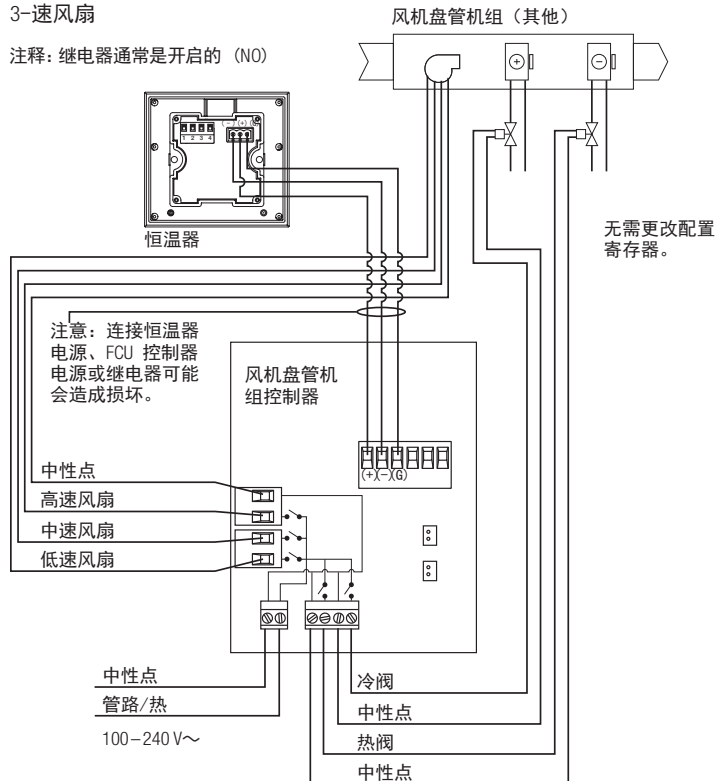 3-速风扇
风机盘管机组（其他）
注释: 继电器通常是开启的 (NO)
(-) (+) (
1 2 3 4
恒温器
无需更改配置
寄存器。
注意: 连接恒温器
电源、FCU 控制器
电源或继电器可能
会造成损坏。
风机盘管机
组控制器
(+)(-)(G)
中性点
高速风扇
中速风扇
低速风扇
中性点
管路/热
100-240 V～
冷阀
中性点
热阀
中性点